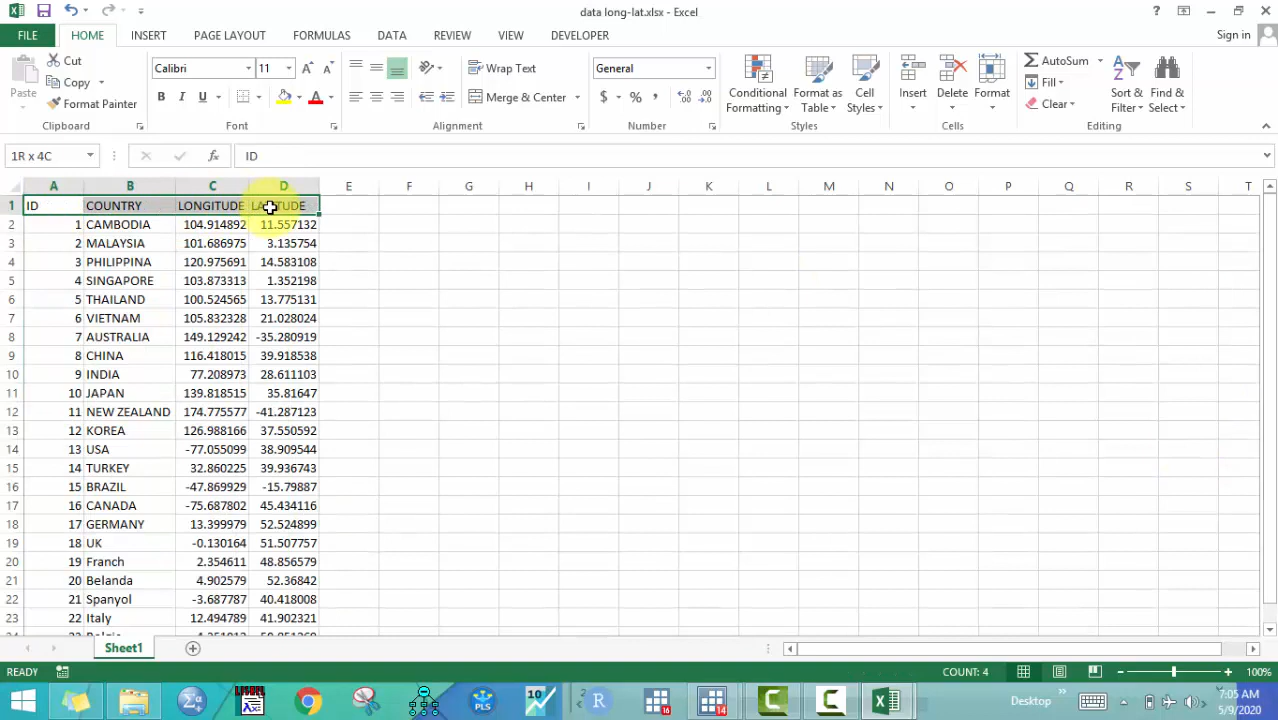 data long-lat.xlsx - Excel
?
FILE HOME INSERT PAGE LAYOUT FORMULAS DATA REVIEW VIEW DEVELOPER Sign in
Paste Cut Copy Format Painter Clipboard
Calibri 11 A A B I U A Font
Wrap Text Merge & Center Alignment
General $ % , Number
Conditional Formatting Format as Table Cell Styles Styles
Insert Delete Format Cells
AutoSum Fill Clear Sort & Filter Find & Select Editing
1R x 4C fx ID
A B C D E F G H I J K L M N O P Q R S T
1 ID COUNTRY LONGITUDE
2 1 CAMBODIA 104.914892 11.557132
3 2 MALAYSIA 101.686975 3.135754
4 3 PHILIPPINA 120.975691 14.583108
5 4 SINGAPORE 103.873313 1.352198
6 5 THAILAND 100.524565 13.775131
7 6 VIETNAM 105.832328 21.028024
8 7 AUSTRALIA 149.129242 -35.280919
9 8 CHINA 116.418015 39.918538
10 9 INDIA 77.208973 28.611103
11 10 JAPAN 139.818515 35.81647
12 11 NEW ZEALAND 174.775577 -41.287123
13 12 KOREA 126.988166 37.550592
14 13 USA -77.055099 38.909544
15 14 TURKEY 32.860225 39.936743
16 15 BRAZIL -47.869929 -15.79887
17 16 CANADA -75.687802 45.434116
18 17 GERMANY 13.399979 52.524899
19 18 UK -0.130164 51.507757
20 19 Franch 2.354611 48.856579
21 20 Belanda 4.902579 52.36842
22 21 Spanyol -3.687787 40.418008
23 22 Italy 12.494789 41.902321
Sheet1
READY COUNT: 4 100%
LISREL PLS 10 R 16 14 Desktop 7:05 AM
5/9/2020